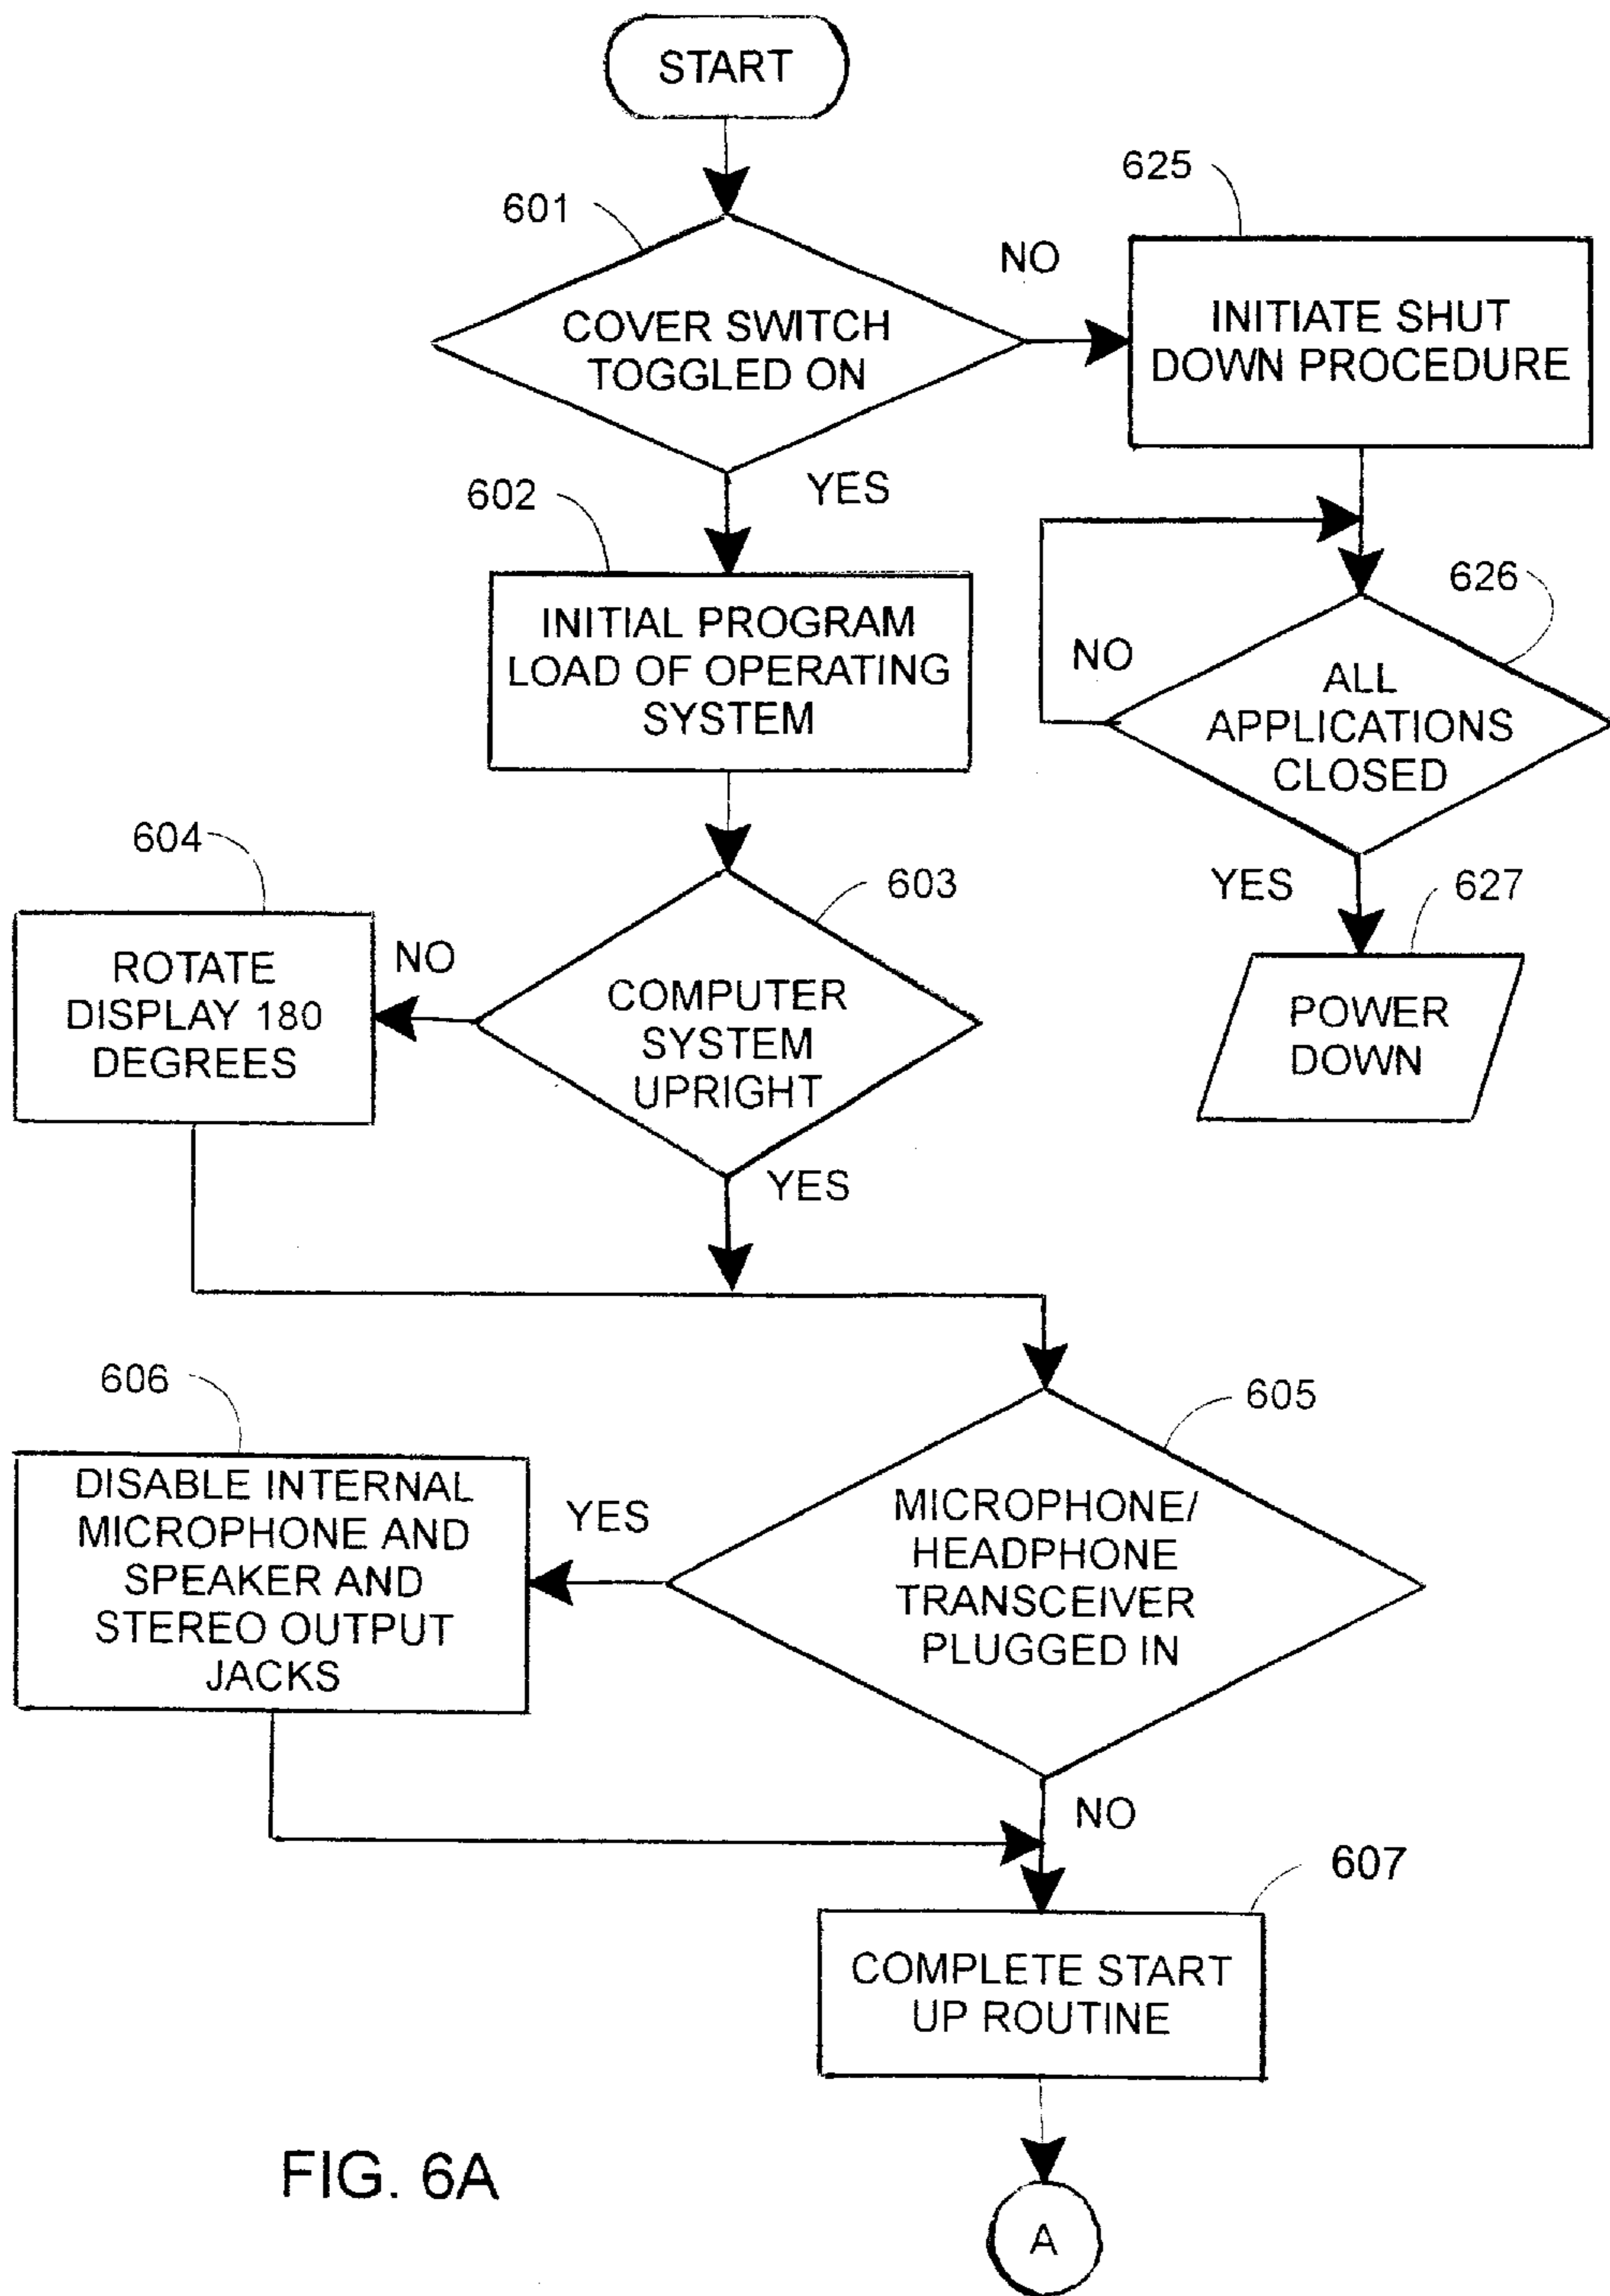 START
601
COVER SWITCH
TOGGLED ON
NO
625
INITIATE SHUT
DOWN PROCEDURE
YES
602
INITIAL PROGRAM
LOAD OF OPERATING
SYSTEM
626
NO
ALL
APPLICATIONS
CLOSED
YES
627
POWER
DOWN
603
COMPUTER
SYSTEM
UPRIGHT
NO
604
ROTATE
DISPLAY 180
DEGREES
YES
605
MICROPHONE/
HEADPHONE
TRANSCEIVER
PLUGGED IN
YES
606
DISABLE INTERNAL
MICROPHONE AND
SPEAKER AND
STEREO OUTPUT
JACKS
NO
607
COMPLETE START
UP ROUTINE
A
FIG. 6A